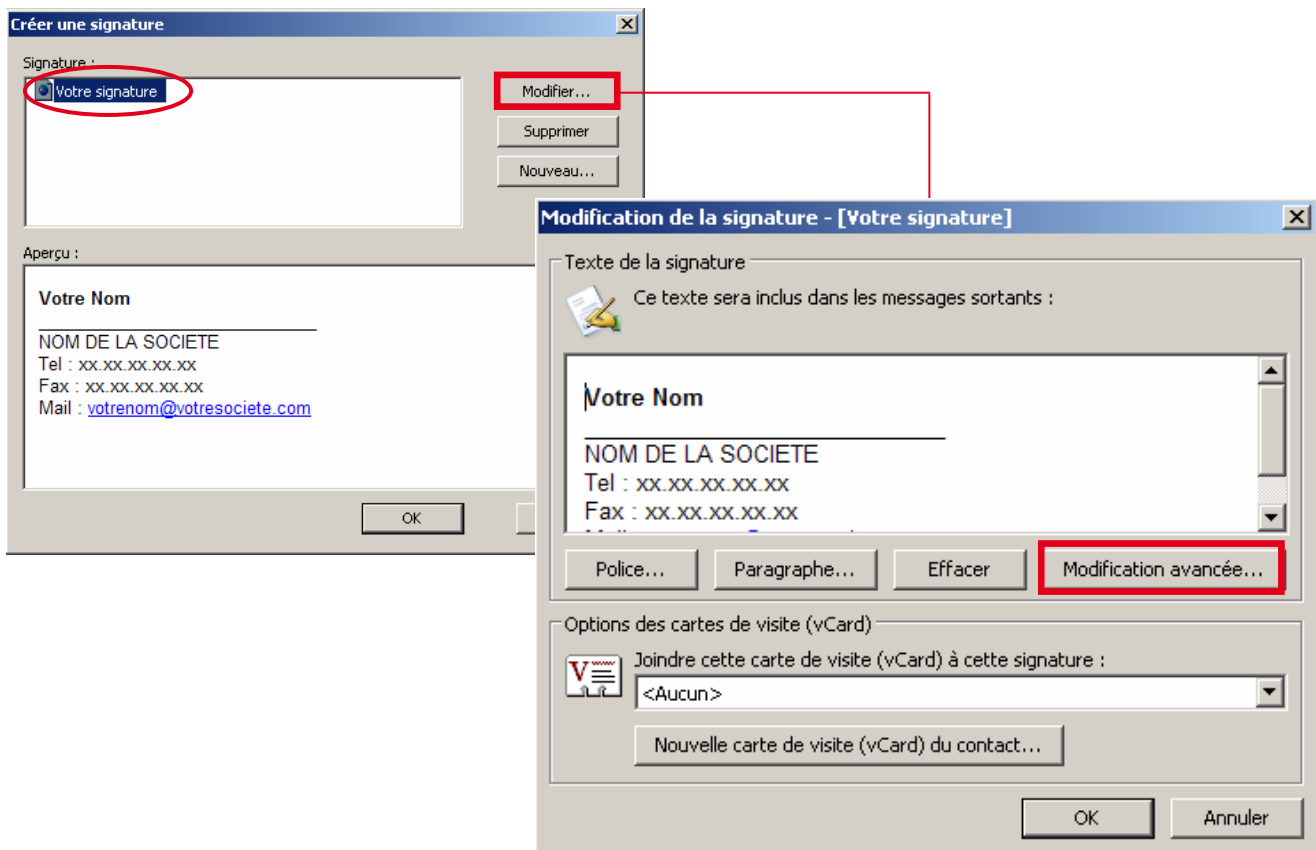 Créer une signature
Signature :
Votre signature
Modifier...
Supprimer
Nouveau...
Aperçu :
Votre Nom
NOM DE LA SOCIETE
Tel : xx.xx.xx.xx.xx
Fax : xx.xx.xx.xx.xx
Mail : votrenom@votresociete.com
OK
Modification de la signature - [Votre signature]
Texte de la signature
Ce texte sera inclus dans les messages sortants :
Votre Nom
NOM DE LA SOCIETE
Tel : xx.xx.xx.xx.xx
Fax : xx.xx.xx.xx.xx
Police...
Paragraphe...
Effacer
Modification avancée...
Options des cartes de visite (vCard)
Joindre cette carte de visite (vCard) à cette signature :
<Aucun>
Nouvelle carte de visite (vCard) du contact...
OK
Annuler